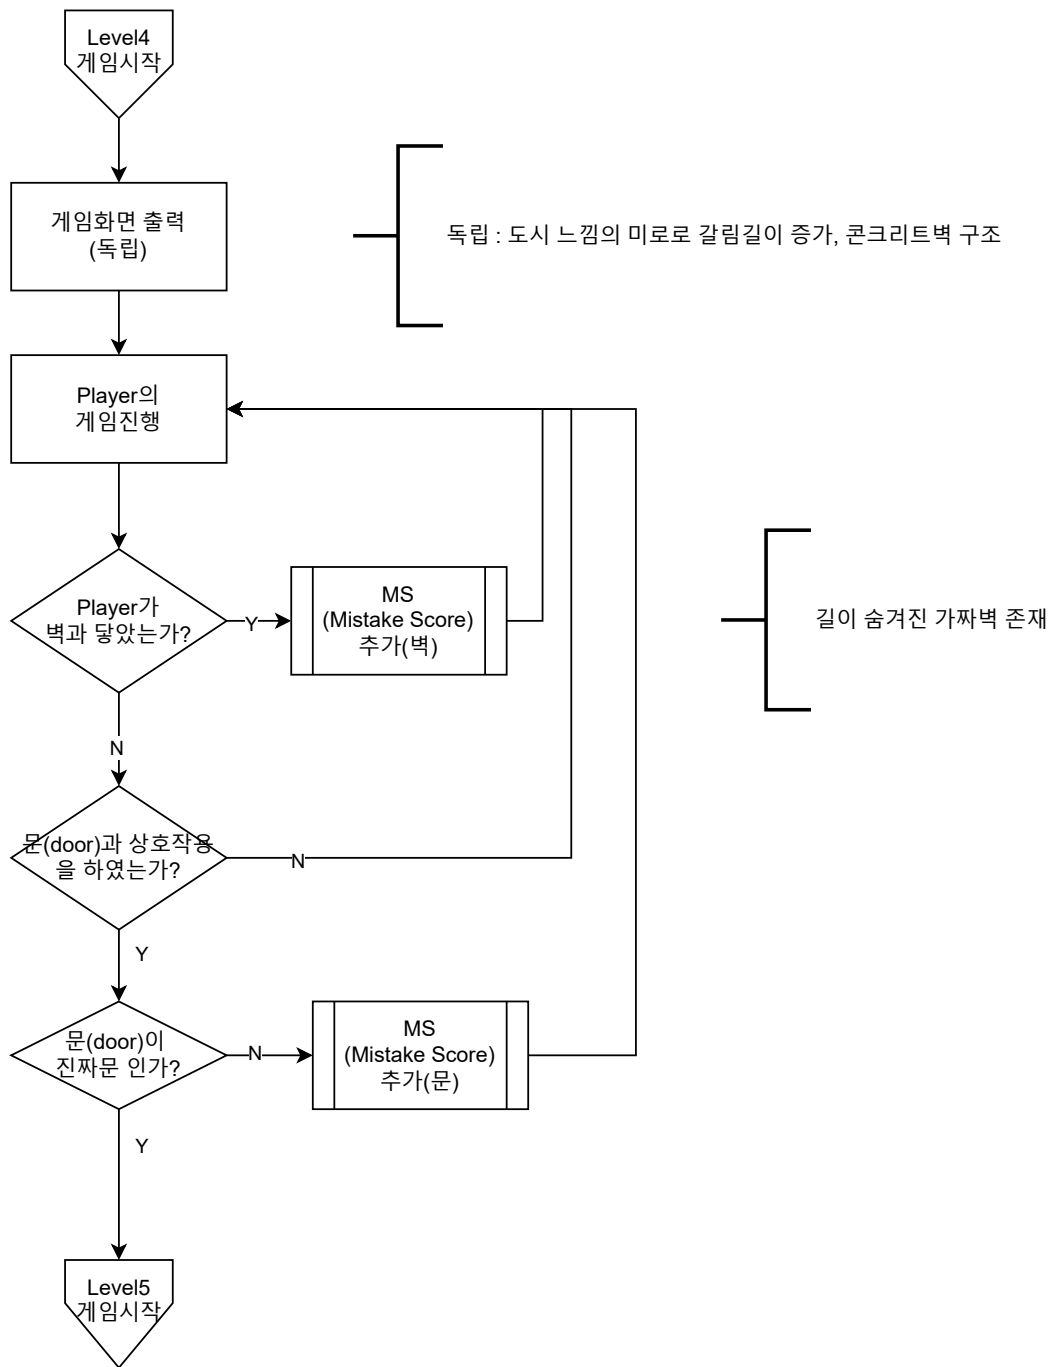 Level4
게임시작
게임화면 출력
(독립)
독립 : 도시 느낌의 미로로 갈림길이 증가, 콘크리트벽 구조
Player의
게임진행
Player가
벽과 닿았는가?
Y
MS
(Mistake Score)
추가(벽)
길이 숨겨진 가짜벽 존재
N
문(door)과 상호작용
을 하였는가?
N
Y
문(door)이
진짜문 인가?
N
MS
(Mistake Score)
추가(문)
Y
Level5
게임시작